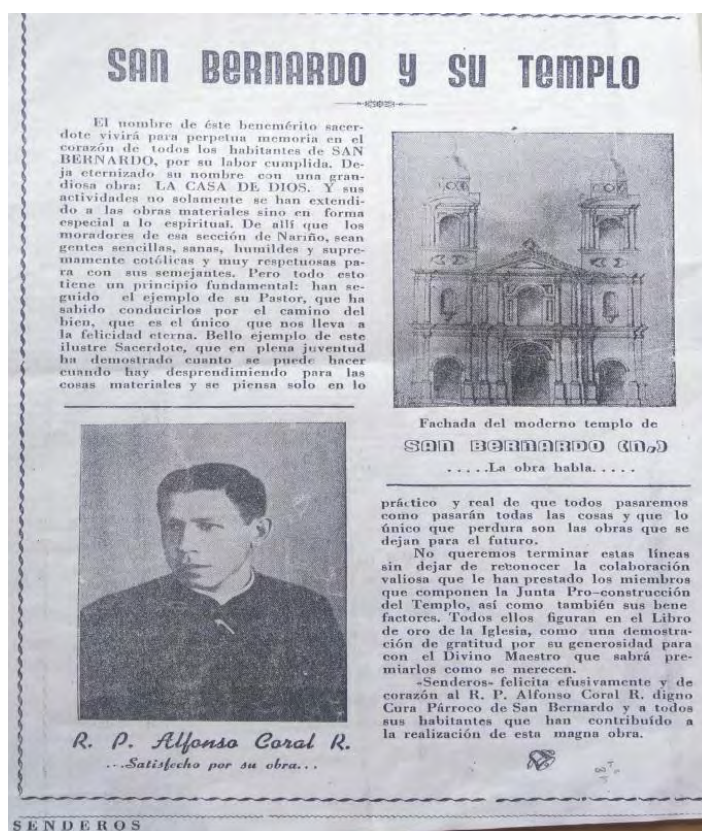 SAN BERNARDO Y SU TEMPLO
El nombre de éste benemérito sacer-
dote vivirá para perpetua memoria en el
corazón de todos los habitantes de SAN
BERNARDO, por su labor cumplida. De-
ja eternizado su nombre con una gran-
diosa obra: LA CASA DE DIOS. Y sus
actividades no solamente se han extendi-
do a las obras materiales sino en forma
especial a lo espiritual. De allí que los
moradores de esa sección de Nariño, sean
gentes sencillas, sanas, humildes y supre-
mamente cotólicas y muy respetuosas pa-
ra con sus semejantes. Pero todo esto
tiene un principio fundamental: han se-
guido el ejemplo de su Pastor, que ha
sabido conducirlos por el camino del
bien, que es el único que nos lleva a
la felicidad eterna. Bello ejemplo de este
ilustre Sacerdote, que en plena juventud
ha demostrado cuanto se puede hacer
cuando hay desprendimiendo para las
cosas materiales y se piensa solo en lo
R. P. Alfonso Coral R.
...Satisfecho por su obra...
Fachada del moderno templo de
SAN BERNARDO (N.)
.....La obra habla.....
práctico y real de que todos pasaremos
como pasarán todas las cosas y que lo
único que perdura son las obras que se
dejan para el futuro.
No queremos terminar estas líneas
sin dejar de reconocer la colaboración
valiosa que le han prestado los miembros
que componen la Junta Pro-construcción
del Templo, así como también sus bene
factores. Todos ellos figuran en el Libro
de oro de la Iglesia, como una demostra-
ción de gratitud por su generosidad para
con el Divino Maestro que sabrá pre-
miarlos como se merecen.
«Senderos» felicita efusivamente y de
corazón al R. P. Alfonso Coral R. digno
Cura Párroco de San Bernardo y a todos
sus habitantes que han contribuído a
la realización de esta magna obra.
SENDEROS